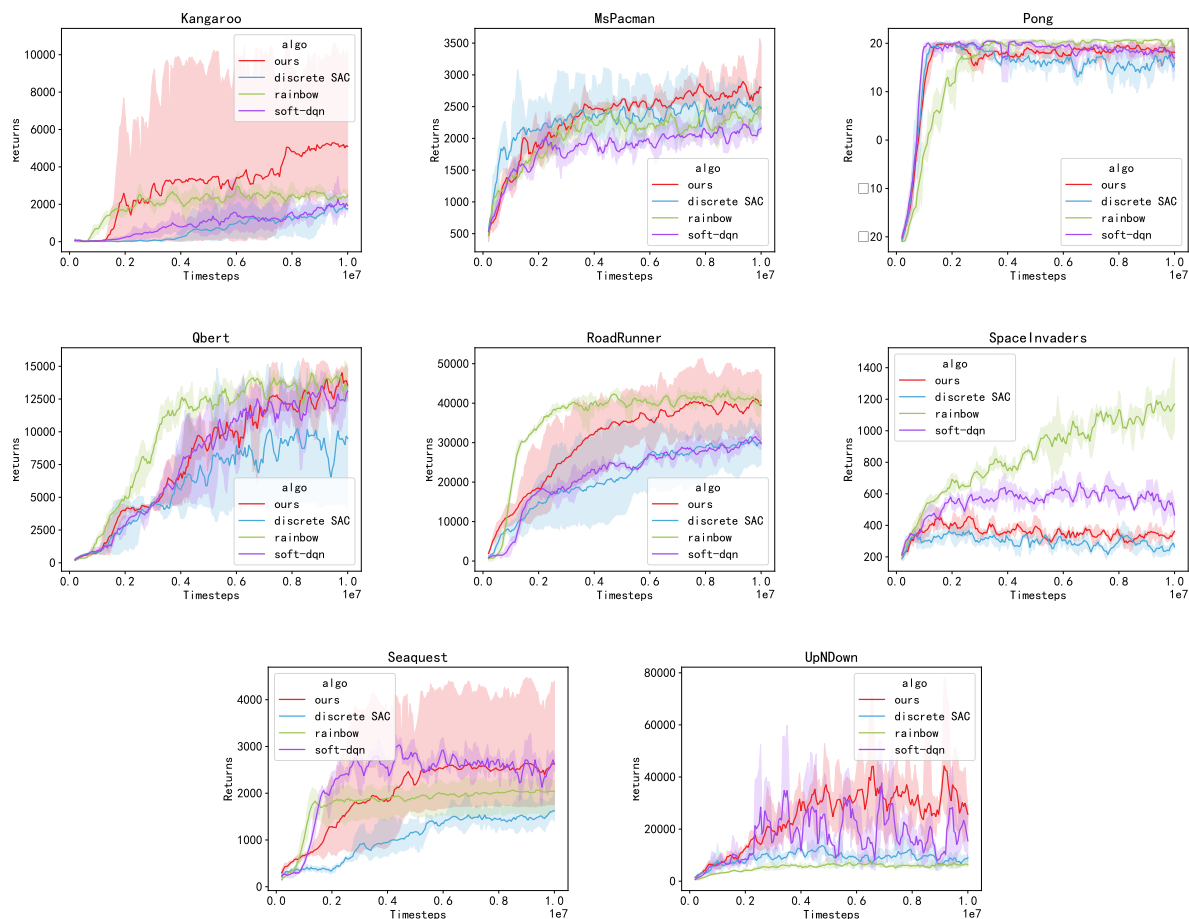 Kangaroo
10000
8000
6000
4000
2000
0
Returns
algo
ours
discrete SAC
rainbow
soft-dqn
0.0 0.2 0.4 0.6 0.8 1.0
Timesteps
1e7
MsPacman
3500
3000
2500
2000
1500
1000
500
Returns
algo
ours
discrete SAC
rainbow
soft-dqn
0.0 0.2 0.4 0.6 0.8 1.0
Timesteps
1e7
Pong
20
10
0
□10
□20
Returns
algo
ours
discrete SAC
rainbow
soft-dqn
0.0 0.2 0.4 0.6 0.8 1.0
Timesteps
1e7
Qbert
15000
12500
10000
7500
5000
2500
0
Returns
algo
ours
discrete SAC
rainbow
soft-dqn
0.0 0.2 0.4 0.6 0.8 1.0
Timesteps
1e7
RoadRunner
50000
40000
30000
20000
10000
0
Returns
algo
ours
discrete SAC
rainbow
soft-dqn
0.0 0.2 0.4 0.6 0.8 1.0
Timesteps
1e7
SpaceInvaders
1400
1200
1000
800
600
400
200
Returns
algo
ours
discrete SAC
rainbow
soft-dqn
0.0 0.2 0.4 0.6 0.8 1.0
Timesteps
1e7
Seaquest
4000
3000
2000
1000
0
Returns
algo
ours
discrete SAC
rainbow
soft-dqn
0.0 0.2 0.4 0.6 0.8 1.0
Timesteps
1e7
UpNDown
80000
60000
40000
20000
0
Returns
algo
ours
discrete SAC
rainbow
soft-dqn
0.0 0.2 0.4 0.6 0.8 1.0
Timesteps
1e7